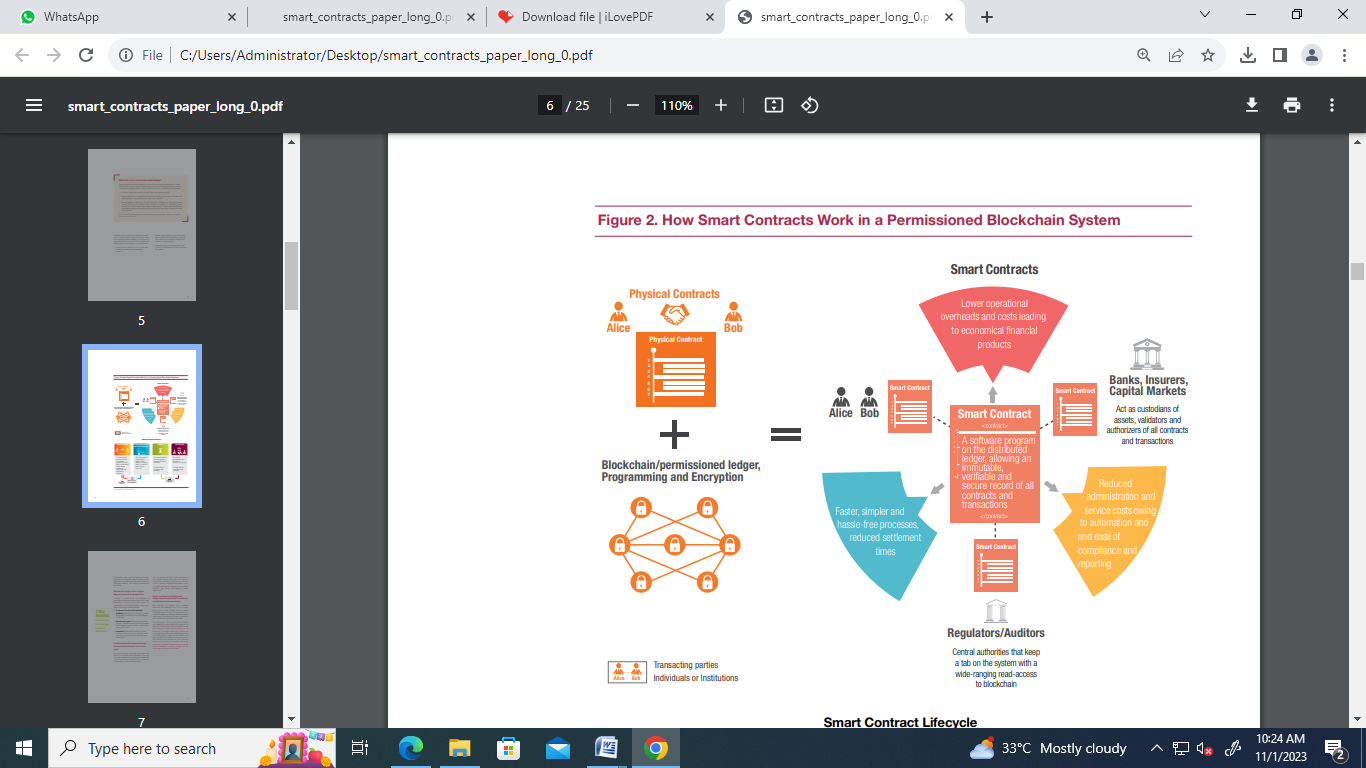 WhatsApp
smart_contracts_paper_long_0.p
Download file | iLovePDF
smart_contracts_paper_long_0.p
File
C:/Users/Administrator/Desktop/smart_contracts_paper_long_0.pdf
smart_contracts_paper_long_0.pdf
6 / 25
110%
5
6
7
Figure 2. How Smart Contracts Work in a Permissioned Blockchain System
Physical Contracts
Alice
Bob
Physical Contract
1
2
3
4
5
6
7
Blockchain/permissioned ledger,
Programming and Encryption
Alice Bob
Transacting parties
Individuals or Institutions
Smart Contracts
Lower operational
overheads and costs leading
to economical financial
products
Alice Bob
Smart Contract
Smart Contract
<contract>
A software program
on the distributed
ledger, allowing an
immutable,
verifiable and
secure record of all
contracts and
transactions
</contract>
Smart Contract
Banks, Insurers,
Capital Markets
Act as custodians of
assets, validators and
authorizers of all contracts
and transactions
Faster, simpler and
hassle-free processes,
reduced settlement
times
Reduced
administration and
service costs owing
to automation and
and ease of
compliance and
reporting
Smart Contract
Regulators/Auditors
Central authorities that keep
a tab on the system with a
wide-ranging read-access
to blockchain
Smart Contract Lifecycle
Type here to search
33°C Mostly cloudy
10:24 AM
11/1/2023
2